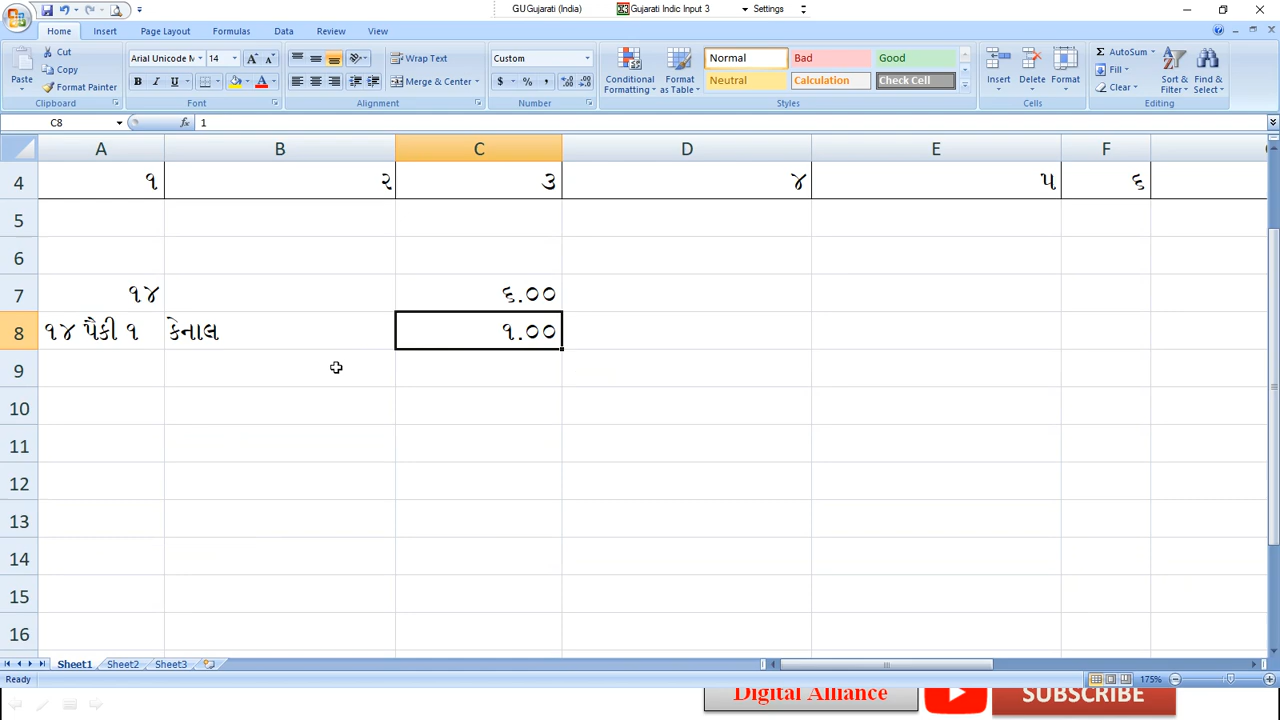 GU Gujarati (India) Gujarati Indic Input 3 Settings
Home Insert Page Layout Formulas Data Review View
Cut
Copy
Format Painter
Paste
Arial Unicode M 14
B I U
Wrap Text
Merge & Center
Custom
$ % ,
Conditional Formatting
Format as Table
Normal Bad Good
Neutral Calculation Check Cell
Insert Delete Format
AutoSum
Fill
Clear
Sort & Filter
Find & Select
Clipboard Font Alignment Number Styles Cells Editing
C8 fx 1
A B C D E F
4 ૧ ૨ ૩ ૪ ૫ ૬
5
6
7 ૧૪ ૬.૦૦
8 ૧૪ પૈકી ૧ કેનાલ ૧.૦૦
9
10
11
12
13
14
15
16
Sheet1 Sheet2 Sheet3
Ready 175%
Digital Alliance SUBSCRIBE